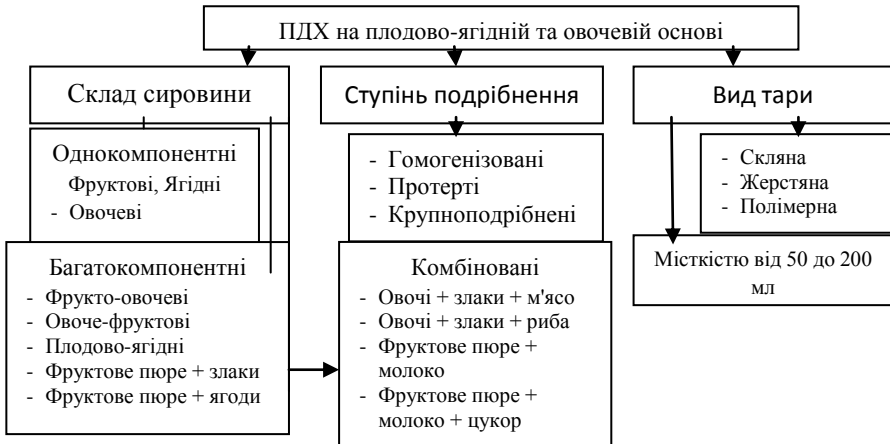 ПДХ на плодово-ягідній та овочевій основі
Склад сировини
Ступінь подрібнення
Вид тари
Однокомпонентні
Фруктові, Ягідні
- Овочеві
- Гомогенізовані
- Протерті
- Крупноподрібнені
- Скляна
- Жерстяна
- Полімерна
Багатокомпонентні
- Фрукто-овочеві
- Овоче-фруктові
- Плодово-ягідні
- Фруктове пюре + злаки
- Фруктове пюре + ягоди
Комбіновані
- Овочі + злаки + м'ясо
- Овочі + злаки + риба
- Фруктове пюре +
молоко
- Фруктове пюре +
молоко + цукор
Місткістю від 50 до 200
мл